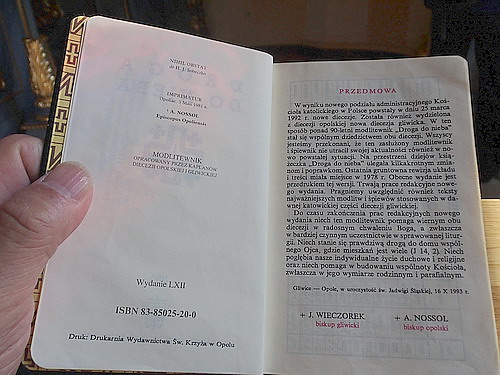 NIHIL OBSTAT
dr H. J. Sobeczko
IMPRIMATUR
Opoliae, 3 Maii 1981 r.
† A. NOSSOL
Episcopus Opoliensis
MODLITEWNIK
OPRACOWANY PRZEZ KAPŁANÓW
DIECEZJI OPOLSKIEJ I GLIWICKIEJ
Wydanie LXII
ISBN 83-85025-20-0
Druk: Drukarnia Wydawnictwa Św. Krzyża w Opolu
PRZEDMOWA
W wyniku nowego podziału administracyjnego Koś-
cioła katolickiego w Polsce powstały w dniu 25 marca
1992 r. nowe diecezje. Została również wydzielona
z diecezji opolskiej nowa diecezja gliwicka. W ten
sposób ponad 90-letni modlitewnik „Droga do nieba"
stał się wspólnym dziedzictwem obu diecezji. Wszyscy
jesteśmy przekonani, że ten zasłużony modlitewnik
i śpiewnik nie utracił swojej aktualności również w no-
wo powstałej sytuacji. Na przestrzeni dziejów ksią-
żeczka „Droga do nieba" ulegała kilkakrotnym zmia-
nom i poprawkom. Ostatnia gruntowna rewizja układu
i treści miała miejsce w 1978 r. Obecne wydanie jest
przedrukiem tej wersji. Trwają prace redakcyjne nowe-
go wydania. Pragniemy uwzględnić również teksty
najważniejszych modlitw i śpiewów stosowanych w da-
wnej katowickiej części diecezji gliwickiej.
Do czasu zakończenia prac redakcyjnych nowego
wydania niech ten modlitewnik pomaga wiernym obu
diecezji w radosnym chwaleniu Boga, a zwłaszcza
w bardziej czynnym uczestnictwie w sprawowanej litur-
gii. Niech stanie się prawdziwą drogą do domu wspól-
nego Ojca, gdzie mieszkań jest wiele (J 14, 2). Niech
pogłębia nasze indywidualne życie duchowe i religijne
oraz niech pomaga w budowaniu wspólnoty Kościoła,
zwłaszcza w jego wymiarze rodzinnym i parafialnym.
Gliwice — Opole, w uroczystość św. Jadwigi Śląskiej, 16 X 1993 r.
+ J. WIECZOREK + A. NOSSOL
biskup gliwicki biskup opolski